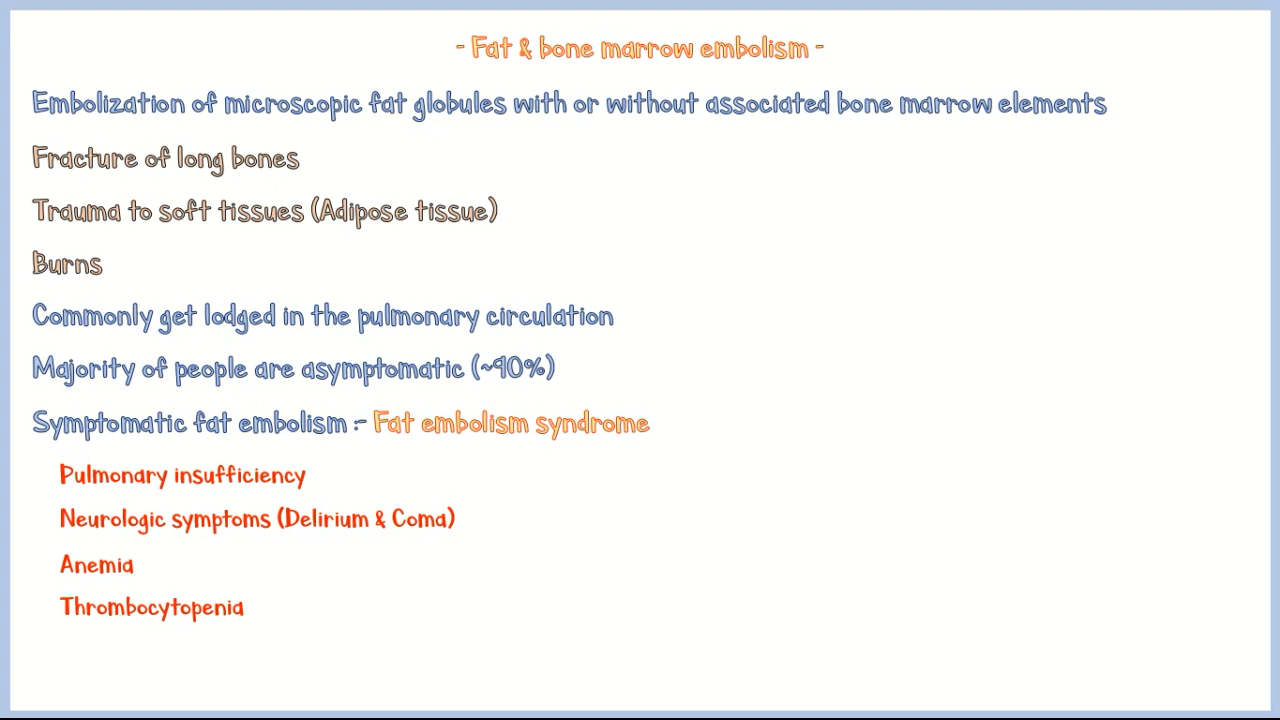 - Fat & bone marrow embolism -
Embolization of microscopic fat globules with or without associated bone marrow elements
Fracture of long bones
Trauma to soft tissues (Adipose tissue)
Burns
Commonly get lodged in the pulmonary circulation
Majority of people are asymptomatic (~90%)
Symptomatic fat embolism :- Fat embolism syndrome
Pulmonary insufficiency
Neurologic symptoms (Delirium & Coma)
Anemia
Thrombocytopenia